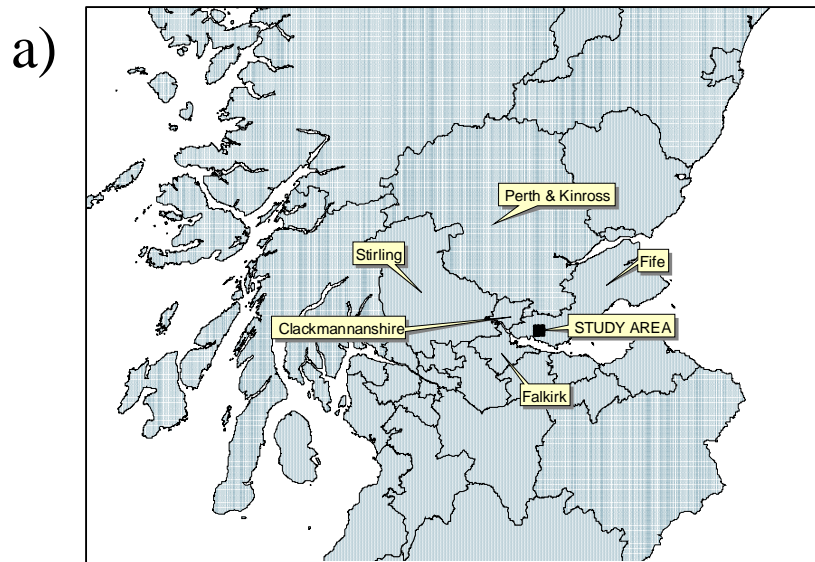 a)
Perth & Kinross
Stirling
Fife
Clackmannanshire
STUDY AREA
Falkirk